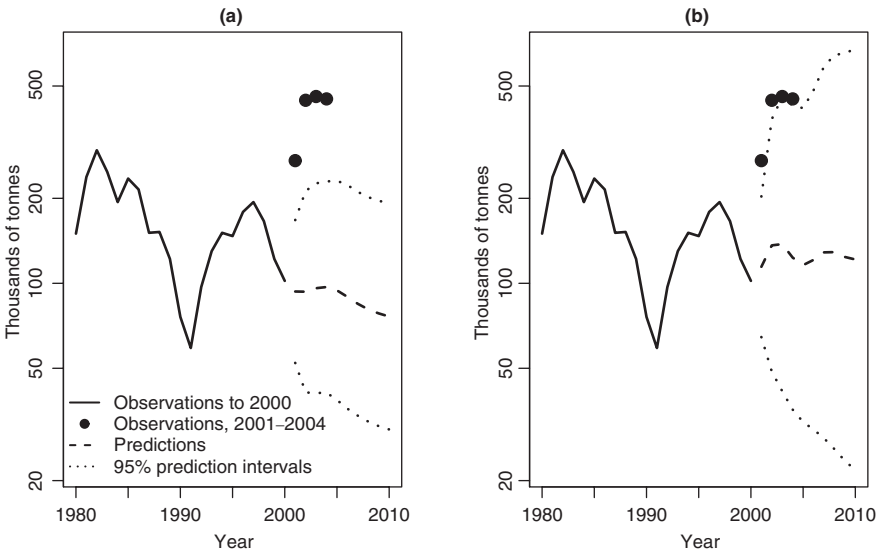 (a)
Thousands of tonnes
500
200
100
50
20
Observations to 2000
Observations, 2001–2004
Predictions
95% prediction intervals
1980 1990 2000 2010
Year
(b)
Thousands of tonnes
500
200
100
50
20
1980 1990 2000 2010
Year